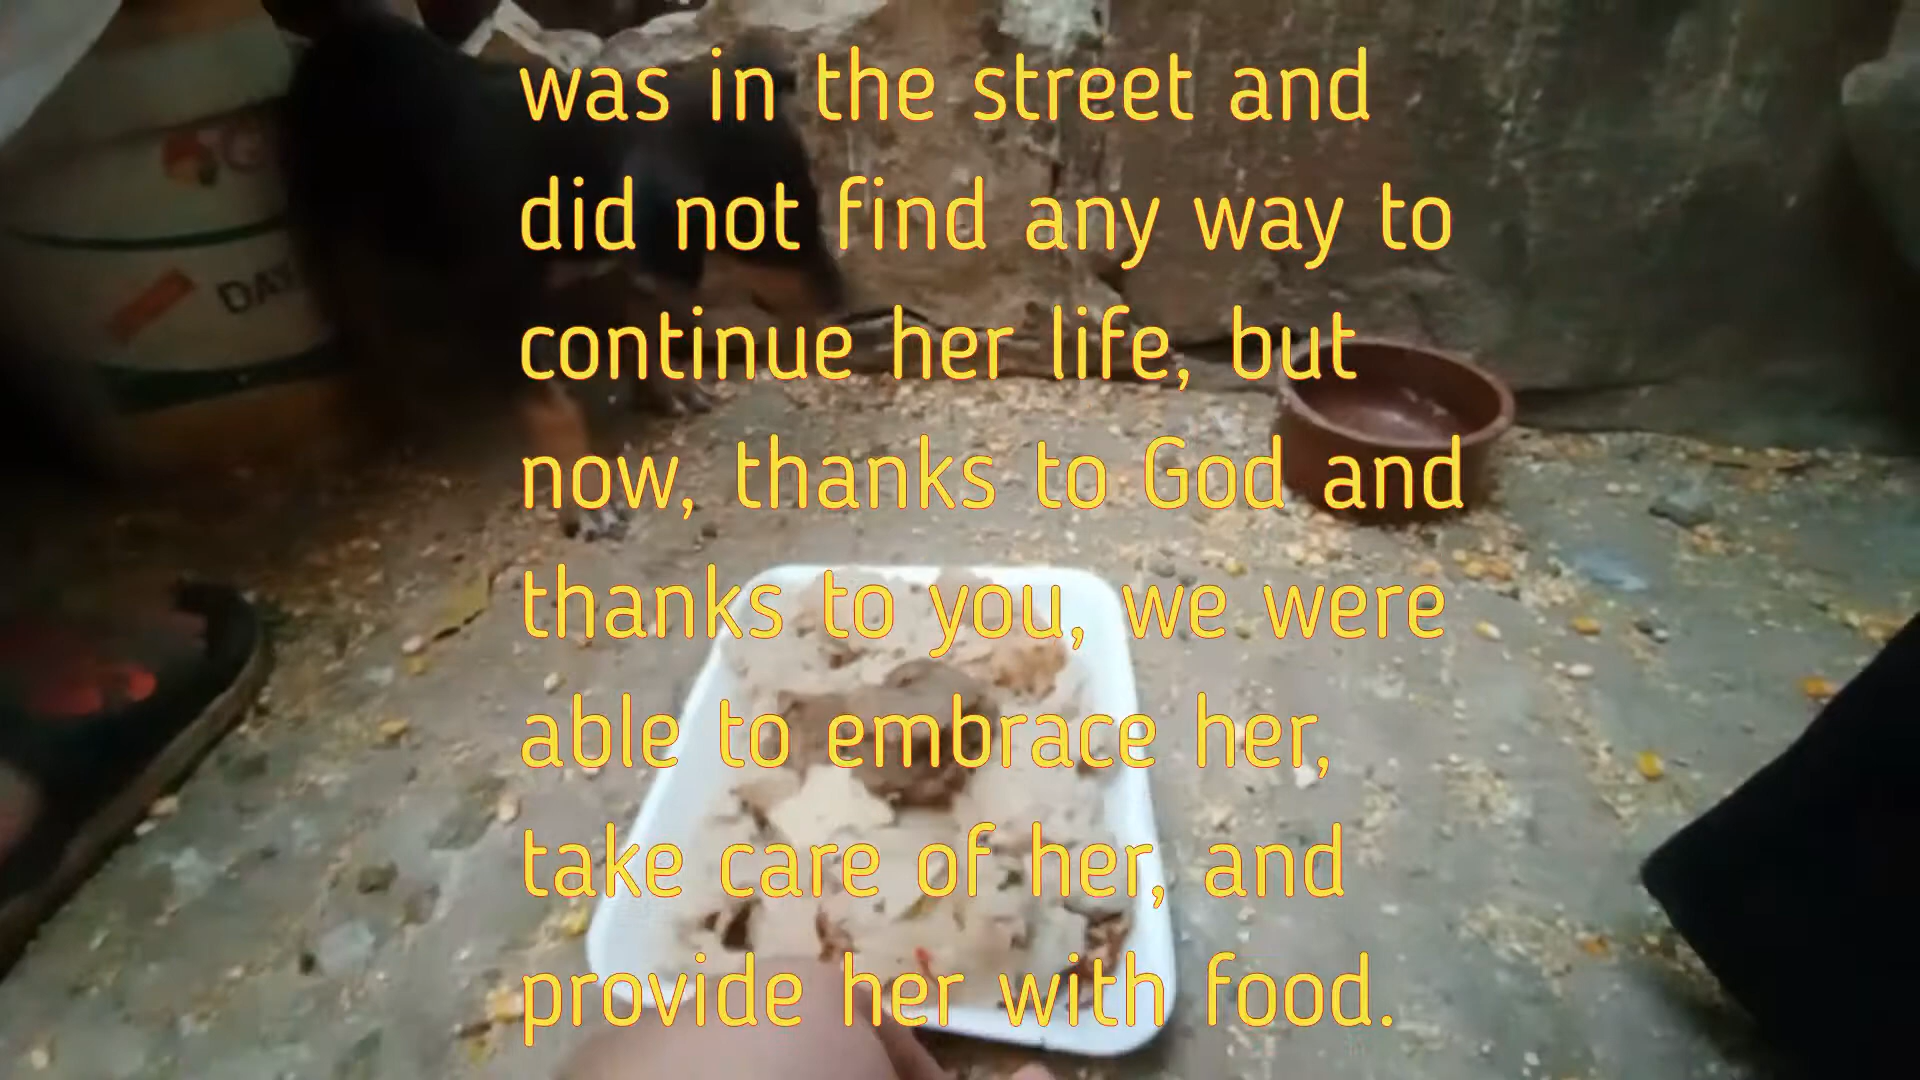 was in the street and
did not find any way to
continue her life, but
now, thanks to God and
thanks to you, we were
able to embrace her,
take care of her, and
provide her with food.
DAY